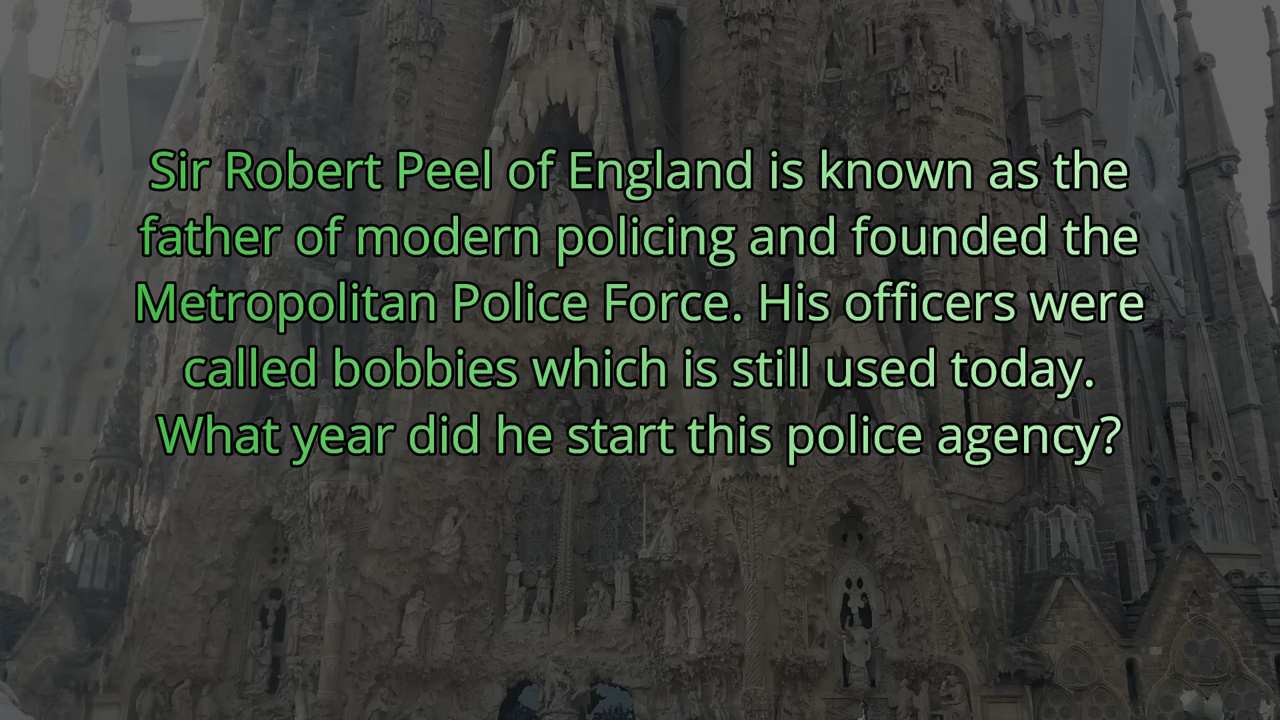 Sir Robert Peel of England is known as the
father of modern policing and founded the
Metropolitan Police Force. His officers were
called bobbies which is still used today.
What year did he start this police agency?